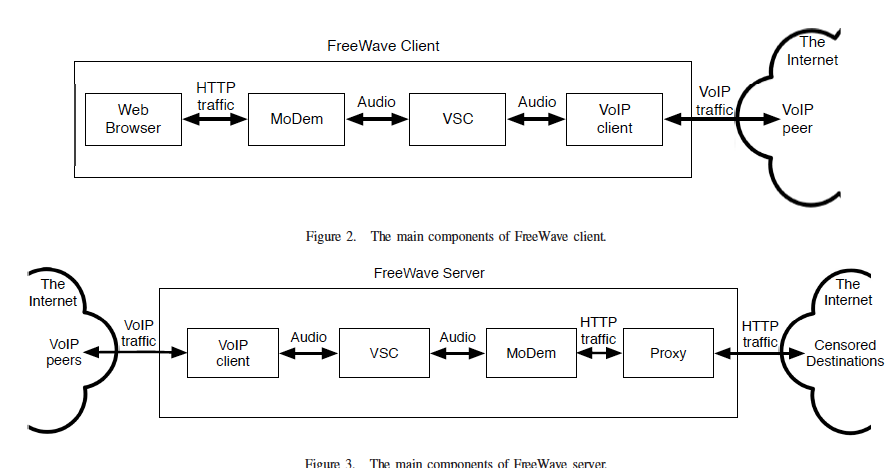 FreeWave Client
The
Internet
Web
Browser
HTTP
traffic
MoDem
Audio
VSC
Audio
VoIP
client
VoIP
traffic
VoIP
peer
Figure 2. The main components of FreeWave client.
FreeWave Server
The
Internet
VoIP
peers
VoIP
traffic
VoIP
client
Audio
VSC
Audio
MoDem
HTTP
traffic
Proxy
HTTP
traffic
The
Internet
Censored
Destinations
Figure 3. The main components of FreeWave server.